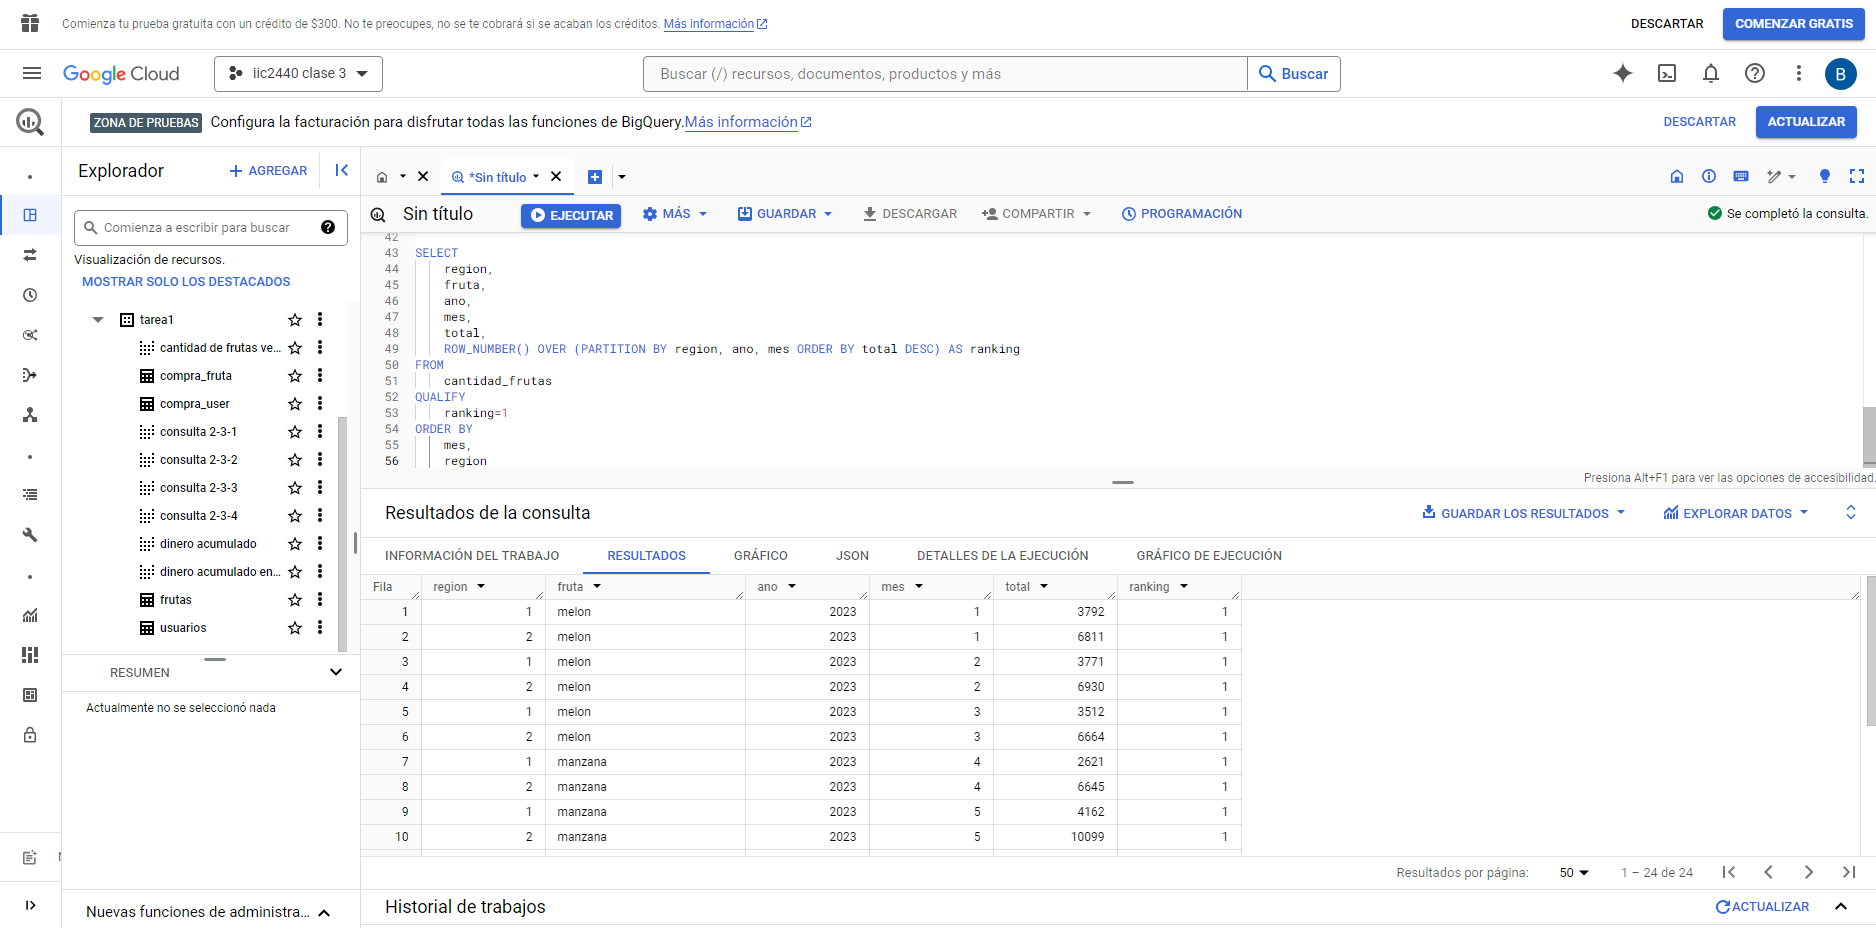 Comienza tu prueba gratuita con un crédito de $300. No te preocupes, no se te cobrará si se acaban los créditos. Más información
DESCARTAR
COMENZAR GRATIS
Google Cloud
iic2440 clase 3
Buscar (/) recursos, documentos, productos y más
Buscar
B
ZONA DE PRUEBAS Configura la facturación para disfrutar todas las funciones de BigQuery.Más información
DESCARTAR
ACTUALIZAR
Explorador
+ AGREGAR
*Sin título
Comienza a escribir para buscar
Visualización de recursos.
MOSTRAR SOLO LOS DESTACADOS
tarea1
cantidad de frutas ve...
compra_fruta
compra_user
consulta 2-3-1
consulta 2-3-2
consulta 2-3-3
consulta 2-3-4
dinero acumulado
dinero acumulado en...
frutas
usuarios
RESUMEN
Actualmente no se seleccionó nada
Nuevas funciones de administra...
Sin título
EJECUTAR
MÁS
GUARDAR
DESCARGAR
COMPARTIR
PROGRAMACIÓN
Se completó la consulta.
42
43 SELECT
44 region,
45 fruta,
46 ano,
47 mes,
48 total,
49 ROW_NUMBER() OVER (PARTITION BY region, ano, mes ORDER BY total DESC) AS ranking
50 FROM
51 cantidad_frutas
52 QUALIFY
53 ranking=1
54 ORDER BY
55 mes,
56 region
Presiona Alt+F1 para ver las opciones de accesibilidad.
Resultados de la consulta
GUARDAR LOS RESULTADOS
EXPLORAR DATOS
INFORMACIÓN DEL TRABAJO RESULTADOS GRÁFICO JSON DETALLES DE LA EJECUCIÓN GRÁFICO DE EJECUCIÓN
Fila region fruta ano mes total ranking
1 1 melon 2023 1 3792 1
2 2 melon 2023 1 6811 1
3 1 melon 2023 2 3771 1
4 2 melon 2023 2 6930 1
5 1 melon 2023 3 3512 1
6 2 melon 2023 3 6664 1
7 1 manzana 2023 4 2621 1
8 2 manzana 2023 4 6645 1
9 1 manzana 2023 5 4162 1
10 2 manzana 2023 5 10099 1
Resultados por página: 50 1 – 24 de 24
Historial de trabajos
ACTUALIZAR